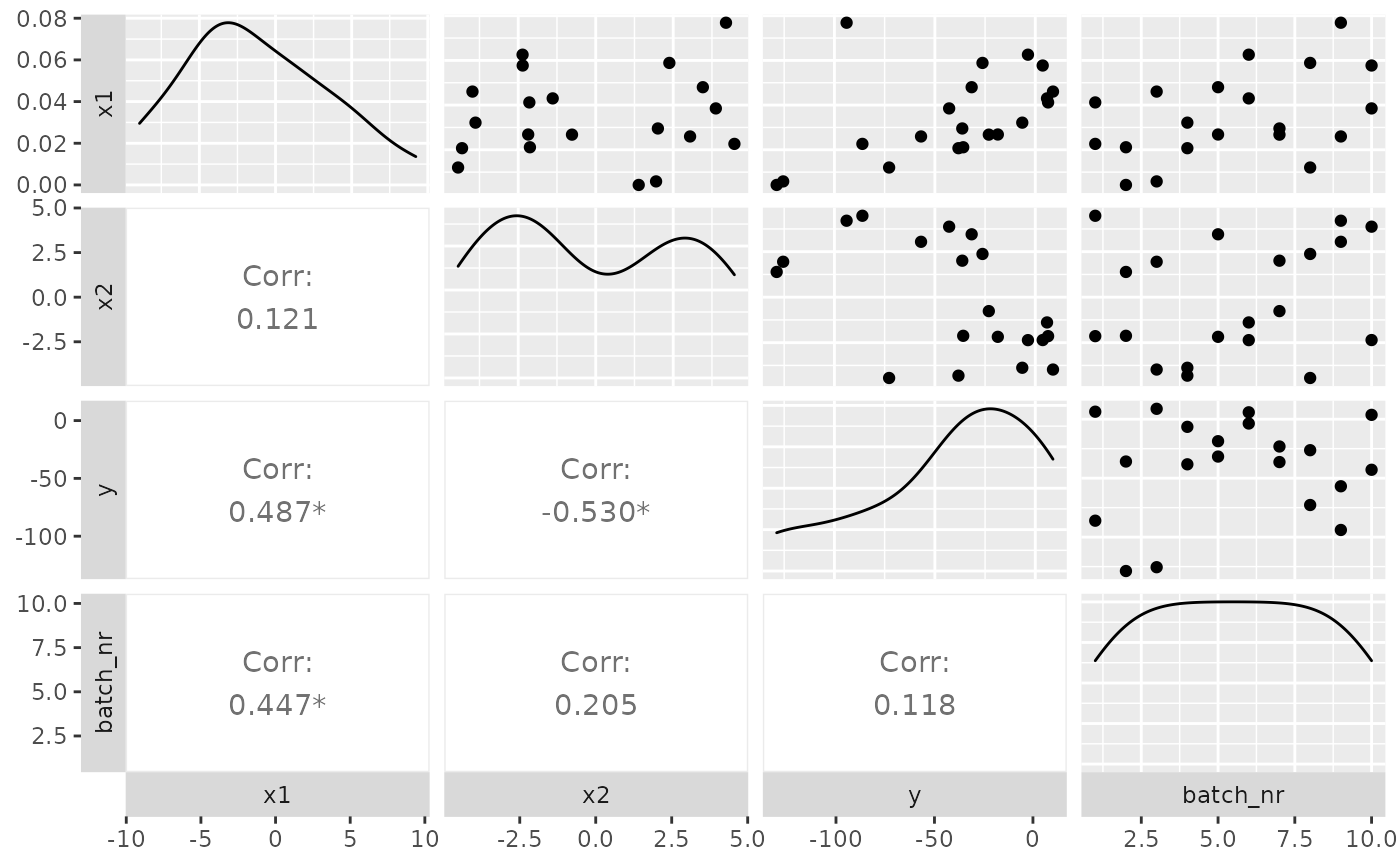 0.08
0.06
0.04
0.02
0.00
x1
5.0
2.5
0.0
-2.5
x2
Corr:
0.121
0
-50
-100
y
Corr:
0.487*
Corr:
-0.530*
10.0
7.5
5.0
2.5
batch_nr
Corr:
0.447*
Corr:
0.205
Corr:
0.118
x1 x2 y batch_nr
-10 -5 0 5 10 -2.5 0.0 2.5 5.0 -100 -50 0 2.5 5.0 7.5 10.0